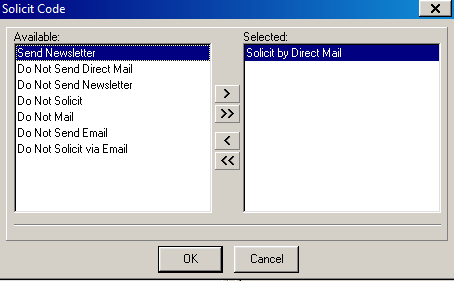 Solicit Code
Available:
Send Newsletter
Do Not Send Direct Mail
Do Not Send Newsletter
Do Not Solicit
Do Not Mail
Do Not Send Email
Do Not Solicit via Email
>
>>
<
<<
Selected:
Solicit by Direct Mail
OK
Cancel